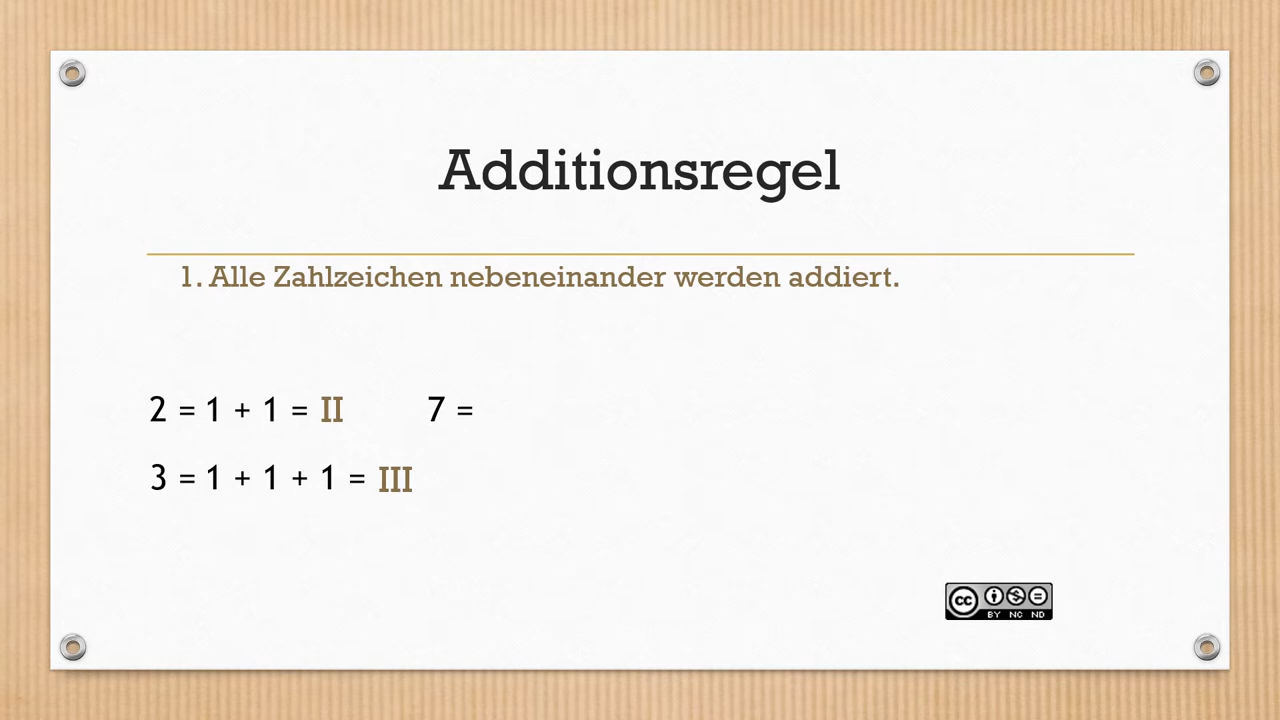 Additionsregel
1. Alle Zahlzeichen nebeneinander werden addiert.
2 = 1 + 1 = II 7 =
3 = 1 + 1 + 1 = III
cc BY NC ND